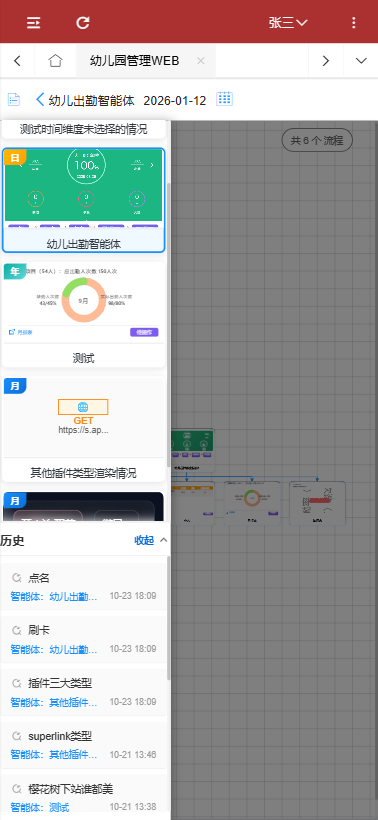 张三
幼儿园管理WEB
幼儿出勤智能体 2026-01-12
共 6 个 流程
测试时间维度未选择的情况
日
100%
幼儿出勤智能体
年
9月
测试
月
GET
https://s.ap...
其他插件类型渲染情况
月
历史
收起
点名
智能体：幼儿出勤... 10-23 18:09
刷卡
智能体：幼儿出勤... 10-23 18:09
插件三大类型
智能体：其他插件... 10-23 18:09
superlink类型
智能体：其他插件... 10-21 13:46
樱花树下站谁都美
智能体：测试 10-21 13:38